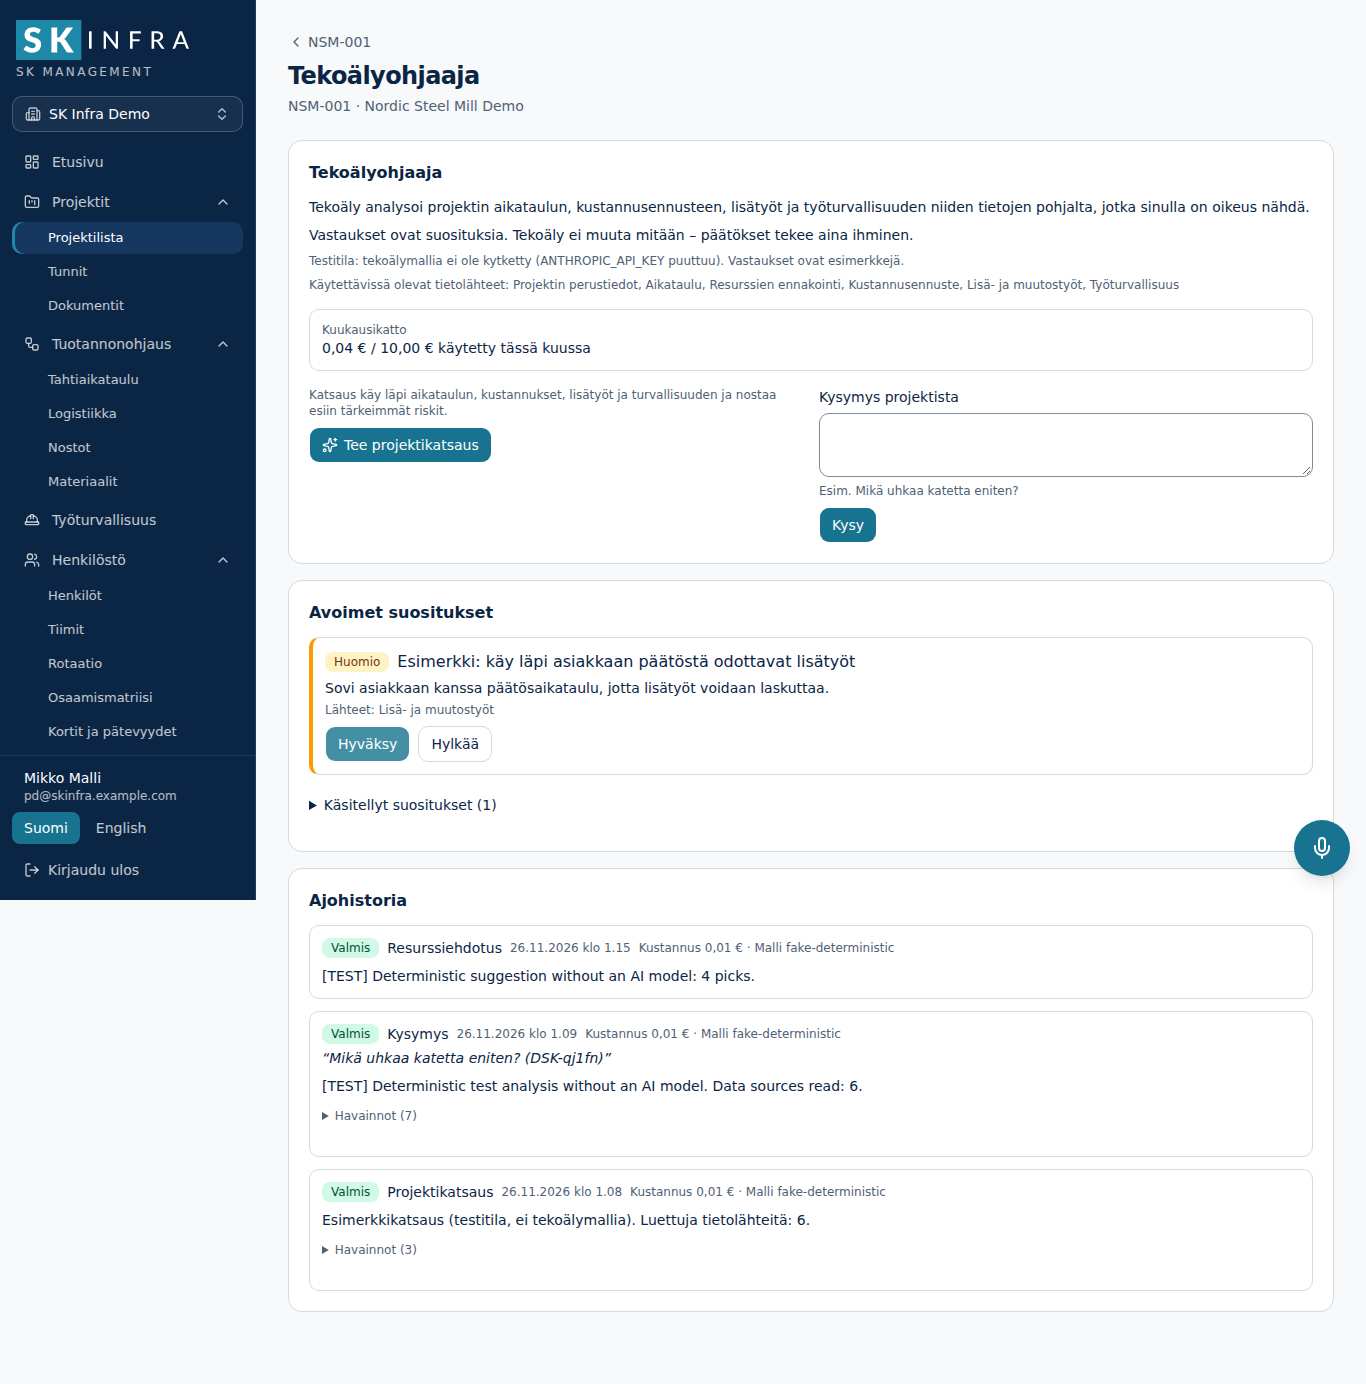 SK INFRA
SK MANAGEMENT
SK Infra Demo
Etusivu
Projektit
Projektilista
Tunnit
Dokumentit
Tuotannonohjaus
Tahtiaikataulu
Logistiikka
Nostot
Materiaalit
Työturvallisuus
Henkilöstö
Henkilöt
Tiimit
Rotaatio
Osaamismatriisi
Kortit ja pätevyydet
Mikko Malli
pd@skinfra.example.com
Suomi English
Kirjaudu ulos
NSM-001
Tekoälyohjaaja
NSM-001 · Nordic Steel Mill Demo
Tekoälyohjaaja
Tekoäly analysoi projektin aikataulun, kustannusennusteen, lisätyöt ja työturvallisuuden niiden tietojen pohjalta, jotka sinulla on oikeus nähdä.
Vastaukset ovat suosituksia. Tekoäly ei muuta mitään – päätökset tekee aina ihminen.
Testitila: tekoälymallia ei ole kytketty (ANTHROPIC_API_KEY puuttuu). Vastaukset ovat esimerkkejä.
Käytettävissä olevat tietolähteet: Projektin perustiedot, Aikataulu, Resurssien ennakointi, Kustannusennuste, Lisä- ja muutostyöt, Työturvallisuus
Kuukausikatto
0,04 € / 10,00 € käytetty tässä kuussa
Katsaus käy läpi aikataulun, kustannukset, lisätyöt ja turvallisuuden ja nostaa
esiin tärkeimmät riskit.
Tee projektikatsaus
Kysymys projektista
Esim. Mikä uhkaa katetta eniten?
Kysy
Avoimet suositukset
Huomio Esimerkki: käy läpi asiakkaan päätöstä odottavat lisätyöt
Sovi asiakkaan kanssa päätösaikataulu, jotta lisätyöt voidaan laskuttaa.
Lähteet: Lisä- ja muutostyöt
Hyväksy Hylkää
Käsitellyt suositukset (1)
Ajohistoria
Valmis Resurssiehdotus 26.11.2026 klo 1.15 Kustannus 0,01 € · Malli fake-deterministic
[TEST] Deterministic suggestion without an AI model: 4 picks.
Valmis Kysymys 26.11.2026 klo 1.09 Kustannus 0,01 € · Malli fake-deterministic
“Mikä uhkaa katetta eniten? (DSK-qj1fn)”
[TEST] Deterministic test analysis without an AI model. Data sources read: 6.
Havainnot (7)
Valmis Projektikatsaus 26.11.2026 klo 1.08 Kustannus 0,01 € · Malli fake-deterministic
Esimerkkikatsaus (testitila, ei tekoälymallia). Luettuja tietolähteitä: 6.
Havainnot (3)